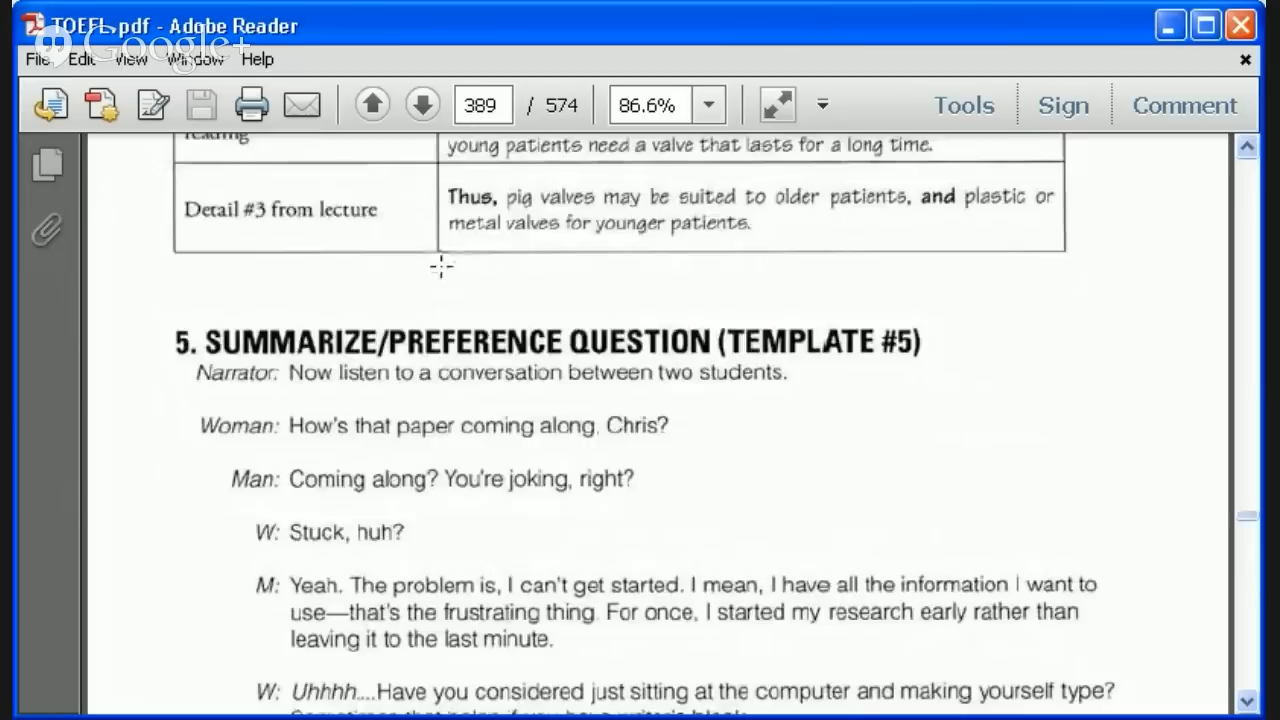 TOEFL.pdf - Adobe Reader
Google+
File Edit View Window Help
389 / 574 86.6% Tools Sign Comment
reading
young patients need a valve that lasts for a long time.
Detail #3 from lecture
Thus, pig valves may be suited to older patients, and plastic or
metal valves for younger patients.
5. SUMMARIZE/PREFERENCE QUESTION (TEMPLATE #5)
Narrator: Now listen to a conversation between two students.
Woman: How's that paper coming along, Chris?
Man: Coming along? You're joking, right?
W: Stuck, huh?
M: Yeah. The problem is, I can't get started. I mean, I have all the information I want to
use—that's the frustrating thing. For once, I started my research early rather than
leaving it to the last minute.
W: Uhhhh....Have you considered just sitting at the computer and making yourself type?